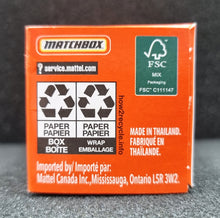 MATCHBOX
? service.mattel.com
FSC
MIX
Packaging
FSC® C111147
PAPER
PAPIER
BOX
BOÎTE
PAPER
PAPIER
WRAP
EMBALLAGE
how2recycle.info
MADE IN THAILAND.
FABRIQUÉ EN
THAÏLANDE.
Imported by/ Importé par:
Mattel Canada Inc., Mississauga, Ontario L5R 3W2.